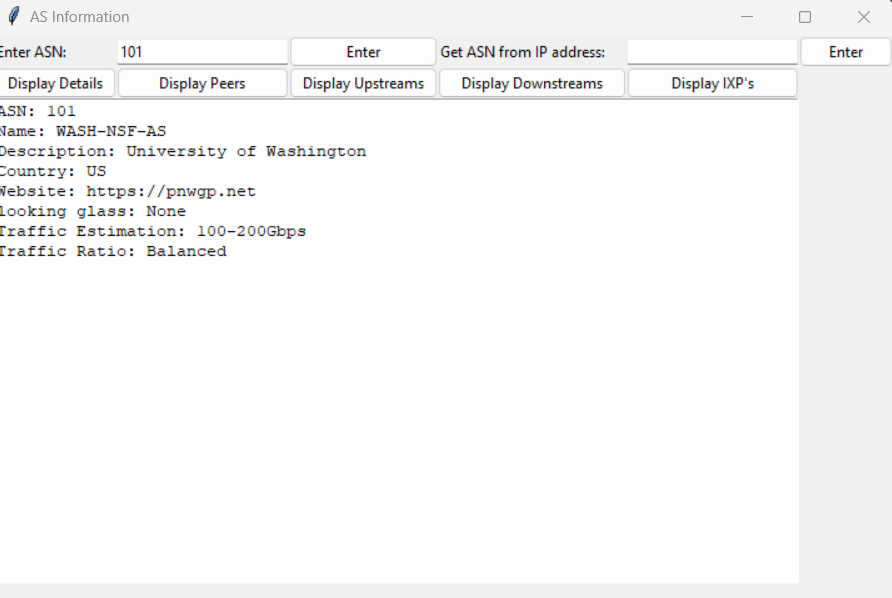 AS Information
Enter ASN: 101 Enter Get ASN from IP address: Enter
Display Details Display Peers Display Upstreams Display Downstreams Display IXP's
ASN: 101
Name: WASH-NSF-AS
Description: University of Washington
Country: US
Website: https://pnwgp.net
looking glass: None
Traffic Estimation: 100-200Gbps
Traffic Ratio: Balanced